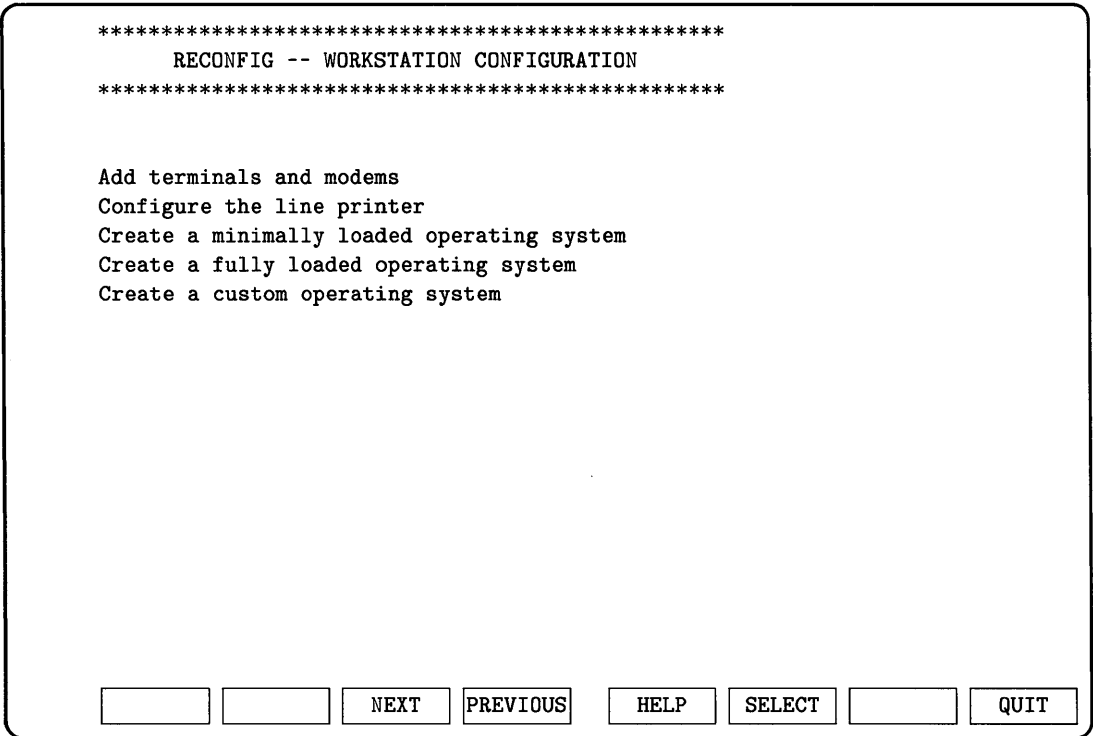 **************************************************
RECONFIG -- WORKSTATION CONFIGURATION
**************************************************
Add terminals and modems
Configure the line printer
Create a minimally loaded operating system
Create a fully loaded operating system
Create a custom operating system
NEXT PREVIOUS HELP SELECT QUIT